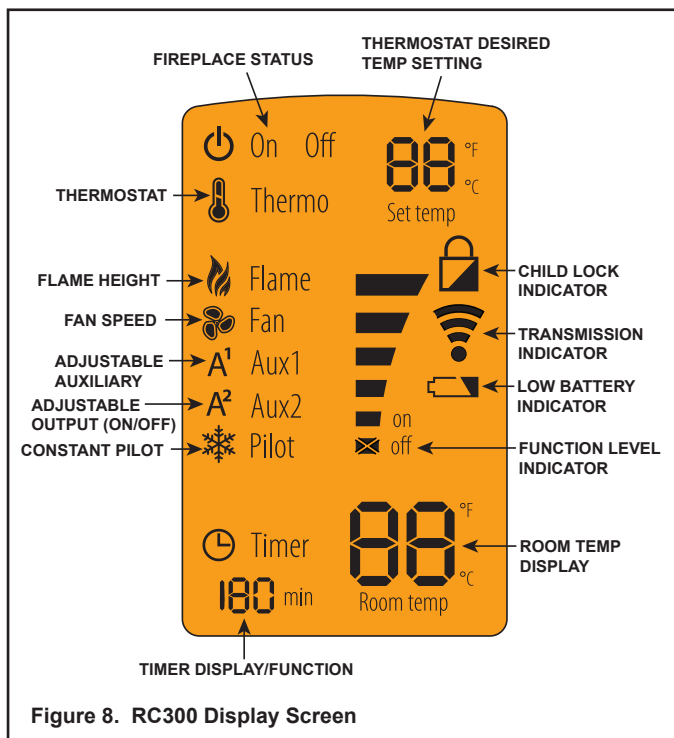 FIREPLACE STATUS
THERMOSTAT DESIRED
TEMP SETTING
On Off
88 °F
°C
Set temp
THERMOSTAT
Thermo
FLAME HEIGHT
Flame
CHILD LOCK
INDICATOR
FAN SPEED
Fan
TRANSMISSION
INDICATOR
ADJUSTABLE
AUXILIARY
A¹ Aux1
LOW BATTERY
INDICATOR
ADJUSTABLE
OUTPUT (ON/OFF)
A² Aux2
on
CONSTANT PILOT
Pilot
off
FUNCTION LEVEL
INDICATOR
Timer
180 min
88 °F
°C
Room temp
ROOM TEMP
DISPLAY
TIMER DISPLAY/FUNCTION
Figure 8. RC300 Display Screen